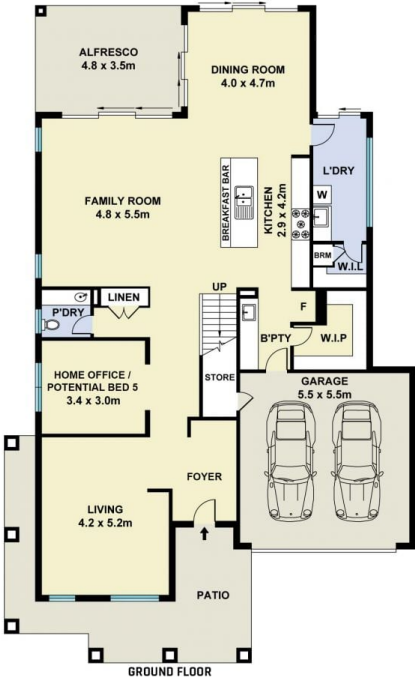 ALFRESCO
4.8 x 3.5m
DINING ROOM
4.0 x 4.7m
FAMILY ROOM
4.8 x 5.5m
BREAKFAST BAR
KITCHEN
2.9 x 4.2m
L'DRY
W
BRM
W.I.L
UP
LINEN
P'DRY
F
B'PTY
W.I.P
HOME OFFICE /
POTENTIAL BED 5
3.4 x 3.0m
STORE
GARAGE
5.5 x 5.5m
FOYER
LIVING
4.2 x 5.2m
PATIO
GROUND FLOOR